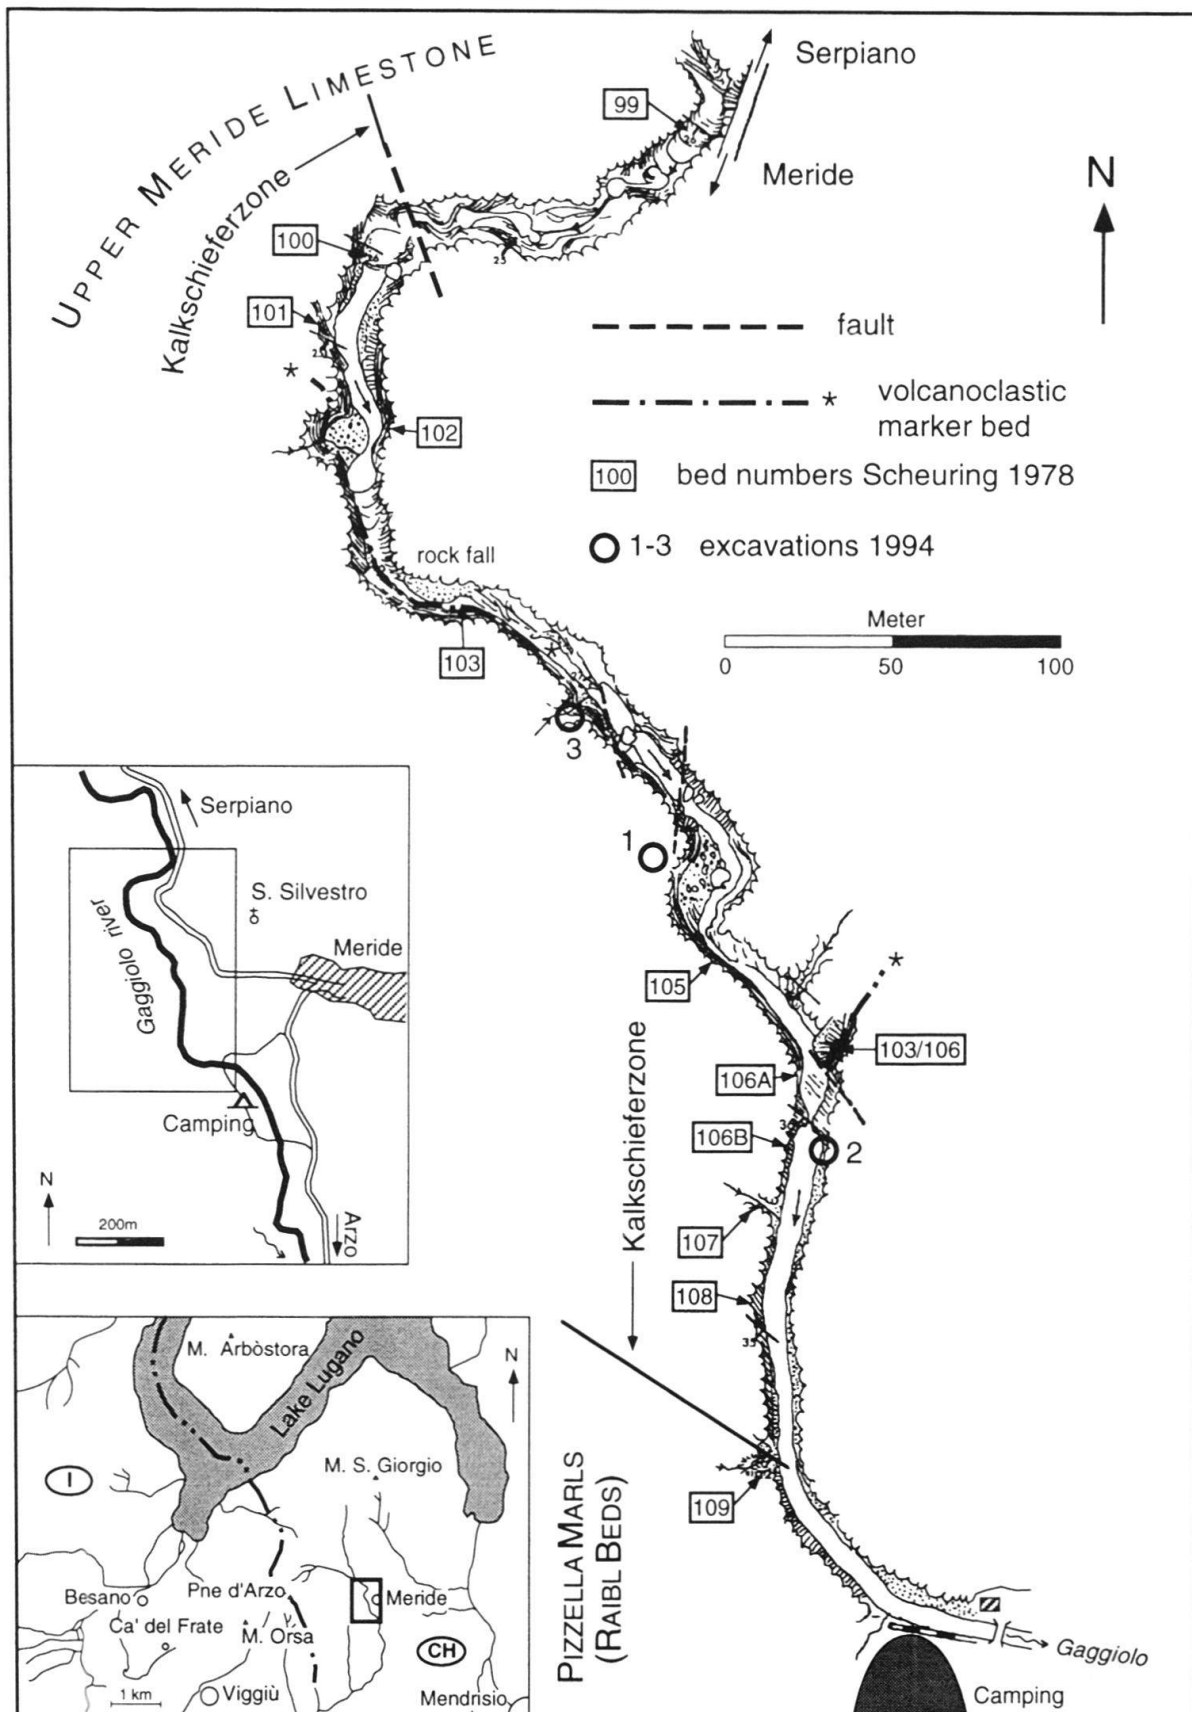 UPPER MERIDE LIMESTONE
Kalkschieferzone
Serpiano
Meride
N
99
100
25
101
25
*
102
fault
*
volcanoclastic
marker bed
100
bed numbers Scheuring 1978
1-3
excavations 1994
Meter
0
50
100
rock fall
103
*
3
1
105
*
103/106
106A
106B
2
Kalkschieferzone
107
108
35
109
PIZZELLA MARLS
(RAIBL BEDS)
Gaggiolo
Camping
Serpiano
S. Silvestro
Gaggiolo river
Meride
Camping
N
200m
Arzo
M. Arbòstora
Lake Lugano
N
I
M. S. Giorgio
Besano
Pne d'Arzo
Meride
Ca' del Frate
M. Orsa
CH
1 km
Viggiù
Mendrisio